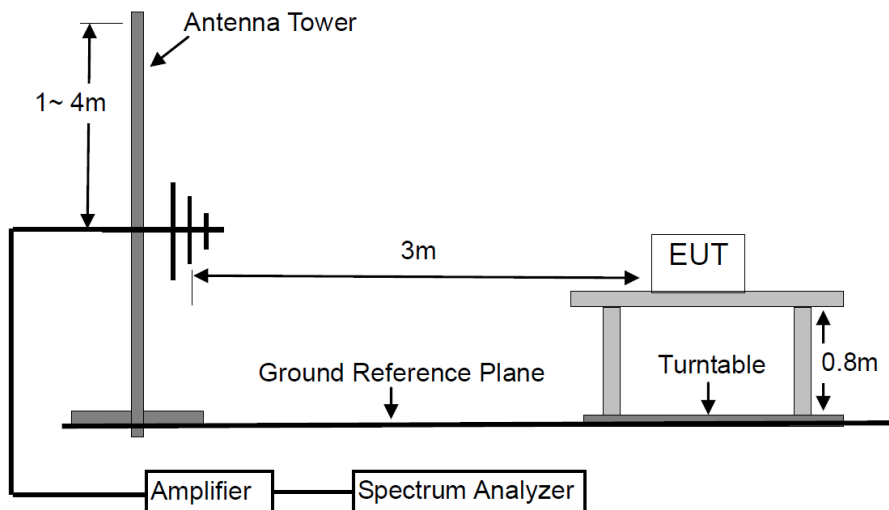 Antenna Tower
1~ 4m
3m
EUT
Ground Reference Plane
Turntable
0.8m
Amplifier
Spectrum Analyzer